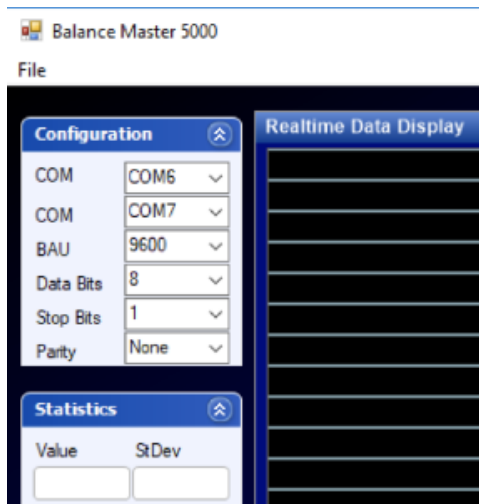 Balance Master 5000
File
Configuration
Realtime Data Display
COM COM6
COM COM7
BAU 9600
Data Bits 8
Stop Bits 1
Parity None
Statistics
Value StDev